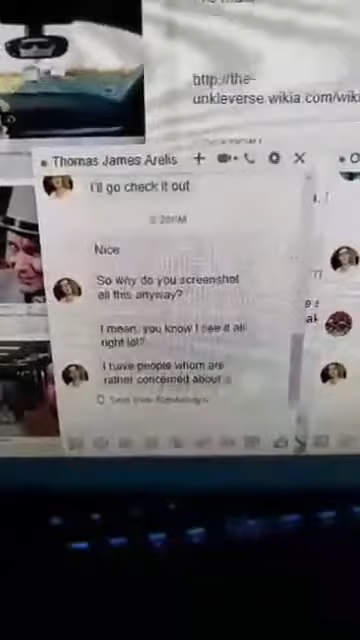 http://the-
unkleverse.wikia.com/wiki
Thomas James Arelis
I'll go check it out
Nice
So why do you screenshot
all this anyway?
I mean, you know I see it all
right lol?
I have people whom are
rather concerned about